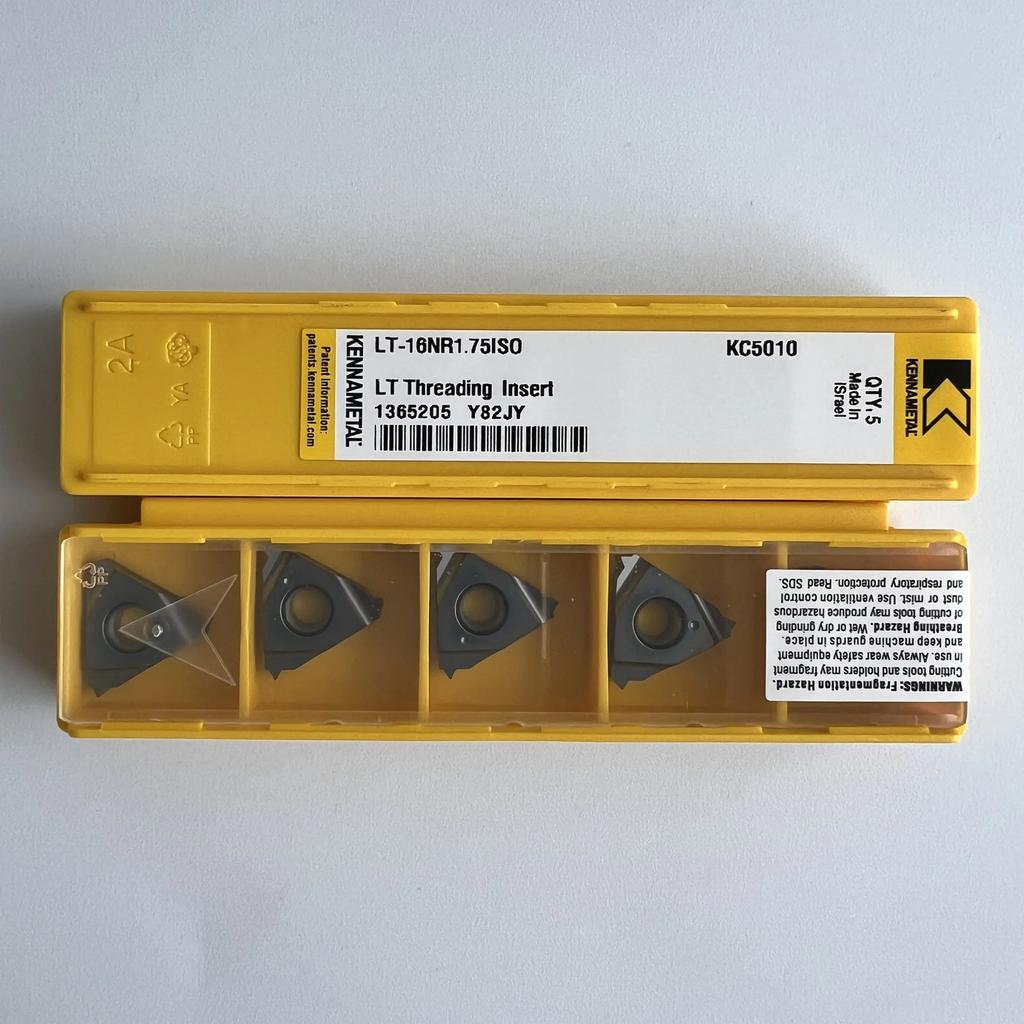 2A
YA
PP
Patent Information:
patents.kennametal.com
KENNAMETAL
LT-16NR1.75ISO
KC5010
LT Threading Insert
1365205 Y82JY
QTY.5
Made In
ISrael
KENNAMETAL
PP
WARNINGS: Fragmentation Hazard.
Cutting tools and holders may fragment
in use. Always wear safety equipment
and keep machine guards in place.
Breathing Hazard. Wet or dry grinding
of cutting tools may produce hazardous
dust or mist. Use ventilation control
and respiratory protection. Read SDS.